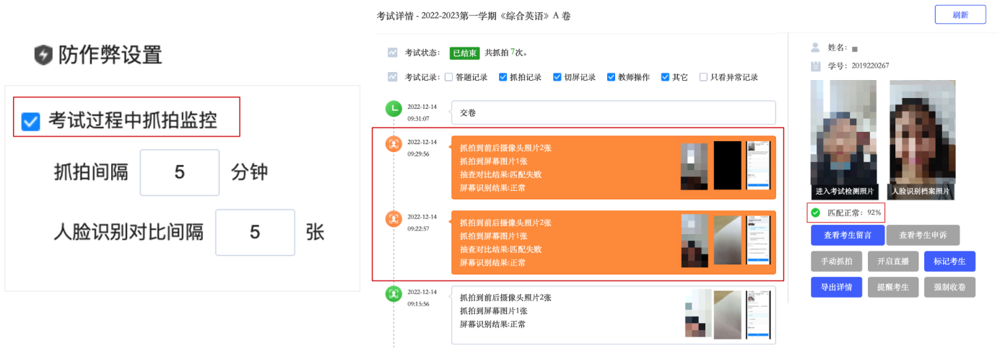 防作弊设置
考试过程中抓拍监控
抓拍间隔 5 分钟
人脸识别对比间隔 5 张
考试详情 - 2022-2023第一学期《综合英语》A 卷
刷新
考试状态： 已结束 共抓拍 7次。
考试记录： 答题记录 抓拍记录 切屏记录 教师操作 其它 只看异常记录
2022-12-14
09:31:07
交卷
2022-12-14
09:29:56
抓拍到前后摄像头照片2张
抓拍到屏幕图片1张
抽查对比结果:匹配失败
屏幕识别结果:正常
2022-12-14
09:22:57
抓拍到前后摄像头照片2张
抓拍到屏幕图片1张
抽查对比结果:匹配失败
屏幕识别结果:正常
2022-12-14
09:15:56
抓拍到前后摄像头照片2张
抓拍到屏幕图片1张
屏幕识别结果:正常
姓名：
学号： 2019220267
进入考试检测照片 人脸识别档案照片
匹配正常： 92%
查看考生留言 查看考生申诉
手动抓拍 开启直播 标记考生
导出详情 提醒考生 强制收卷